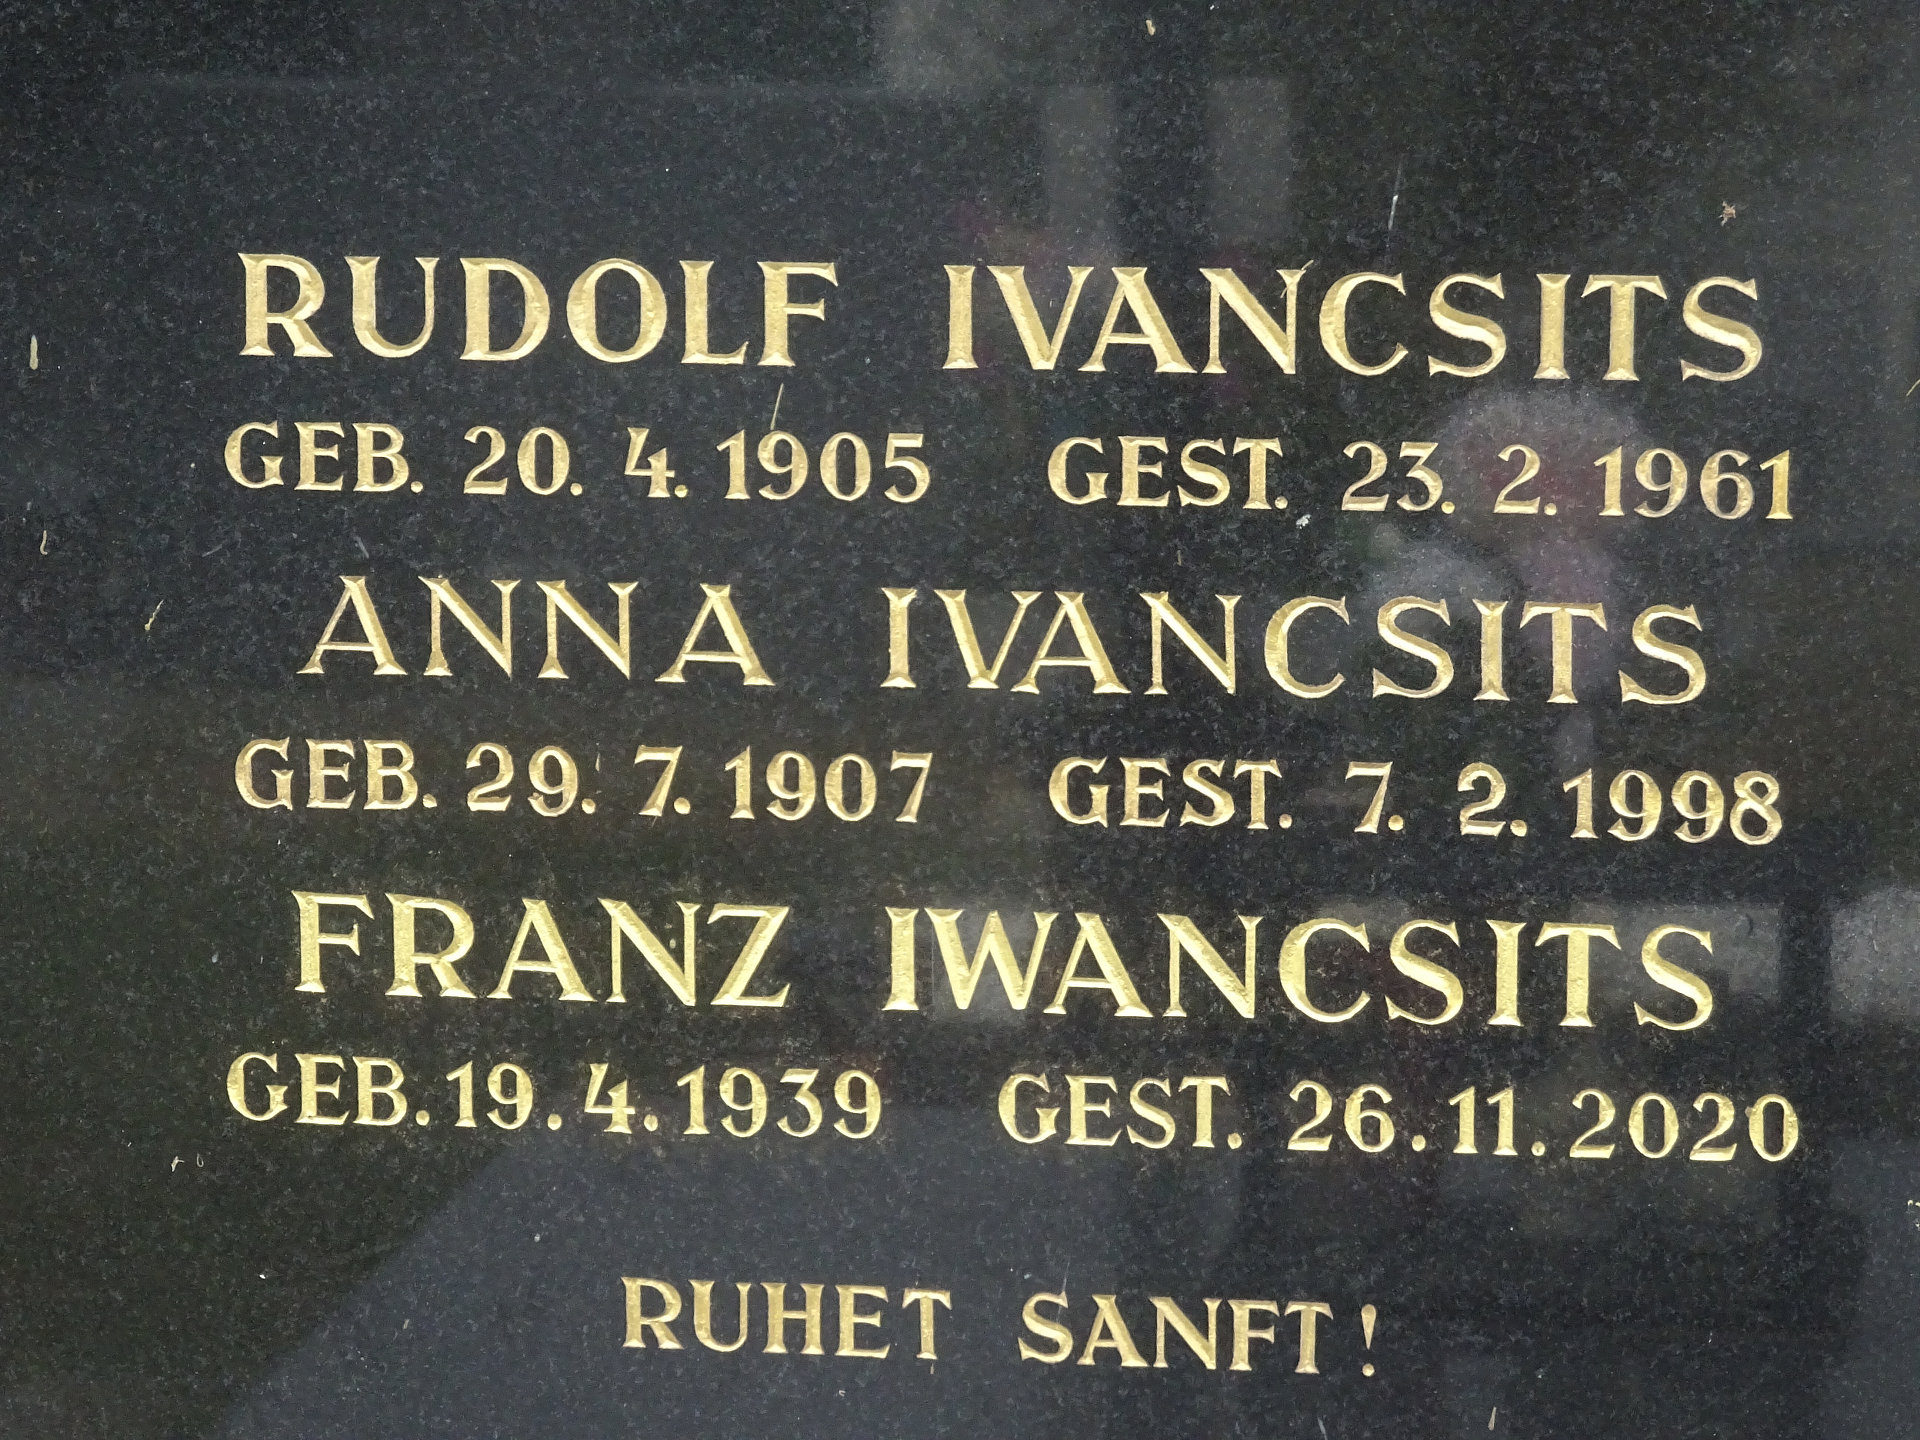 RUDOLF IVANCSITS
GEB. 20. 4. 1905 GEST. 23. 2. 1961
ANNA IVANCSITS
GEB. 29. 7. 1907 GEST. 7. 2. 1998
FRANZ IWANCSITS
GEB. 19. 4. 1939 GEST. 26. 11. 2020
RUHET SANFT!